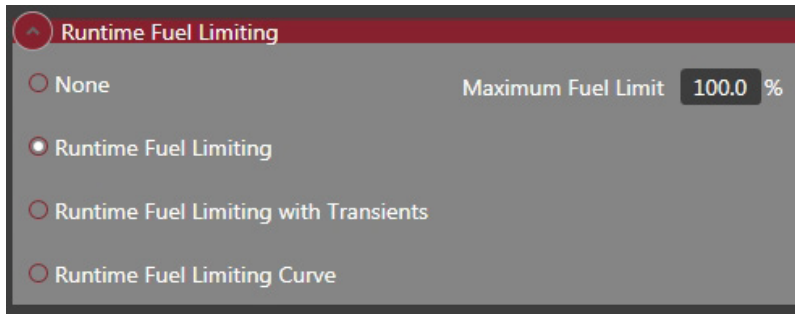 Runtime Fuel Limiting
None
Maximum Fuel Limit 100.0 %
Runtime Fuel Limiting
Runtime Fuel Limiting with Transients
Runtime Fuel Limiting Curve